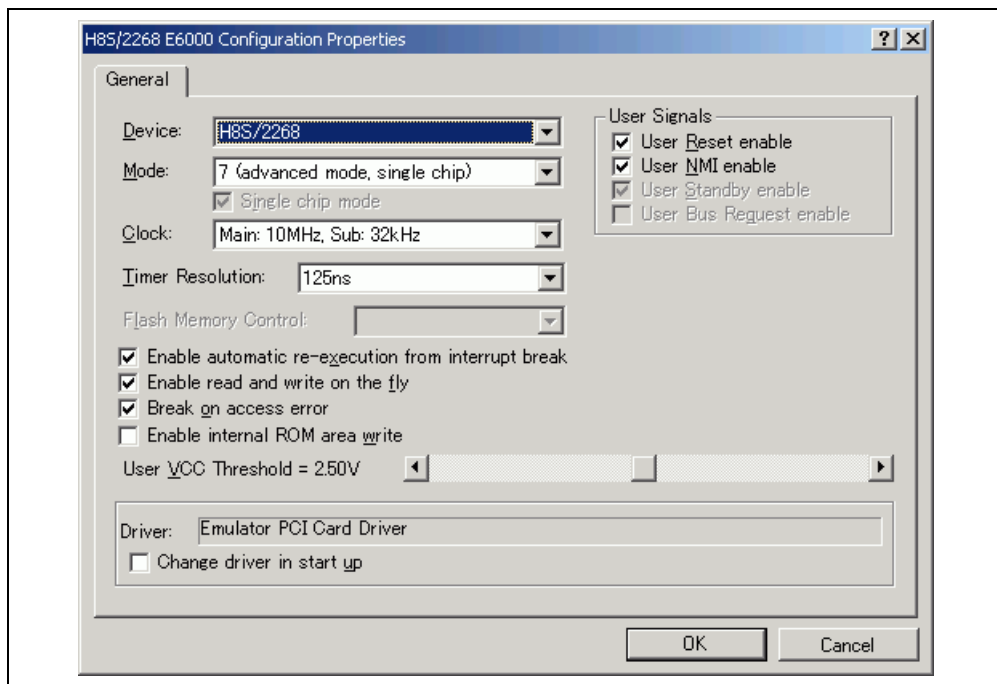 H8S/2268 E6000 Configuration Properties
General
Device: H8S/2268
Mode: 7 (advanced mode, single chip)
Single chip mode
Clock: Main: 10MHz, Sub: 32kHz
Timer Resolution: 125ns
Flash Memory Control:
Enable automatic re-execution from interrupt break
Enable read and write on the fly
Break on access error
Enable internal ROM area write
User VCC Threshold = 2.50V
User Signals
User Reset enable
User NMI enable
User Standby enable
User Bus Request enable
Driver: Emulator PCI Card Driver
Change driver in start up
OK Cancel